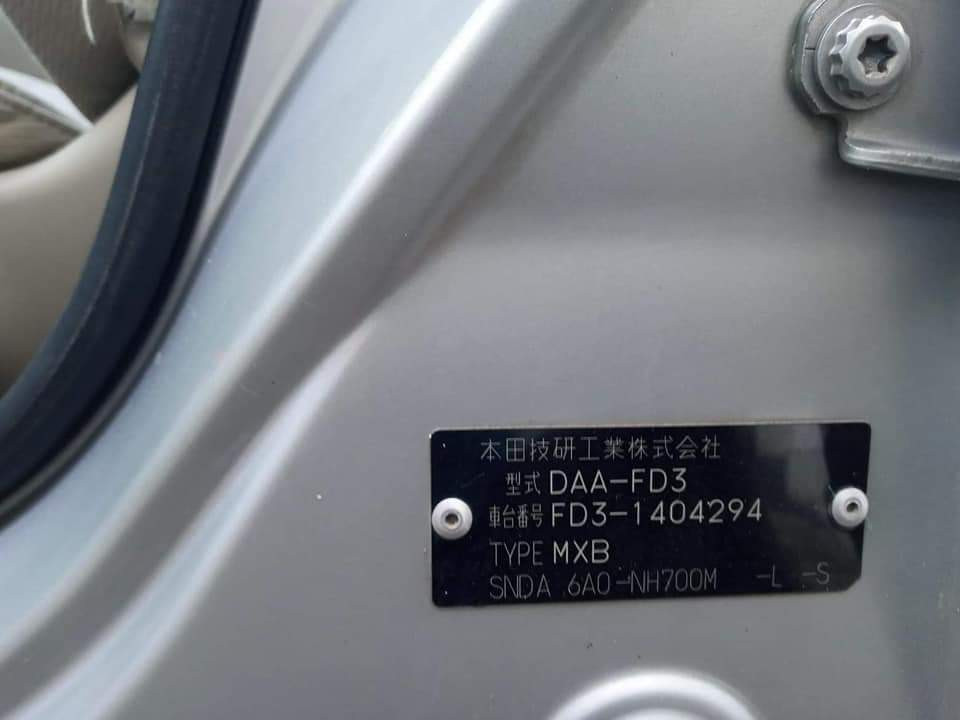 本田技研工業株式会社
型式 DAA-FD3
車台番号 FD3-1404294
TYPE MXB
SNDA 6A0-NH700M -L -S